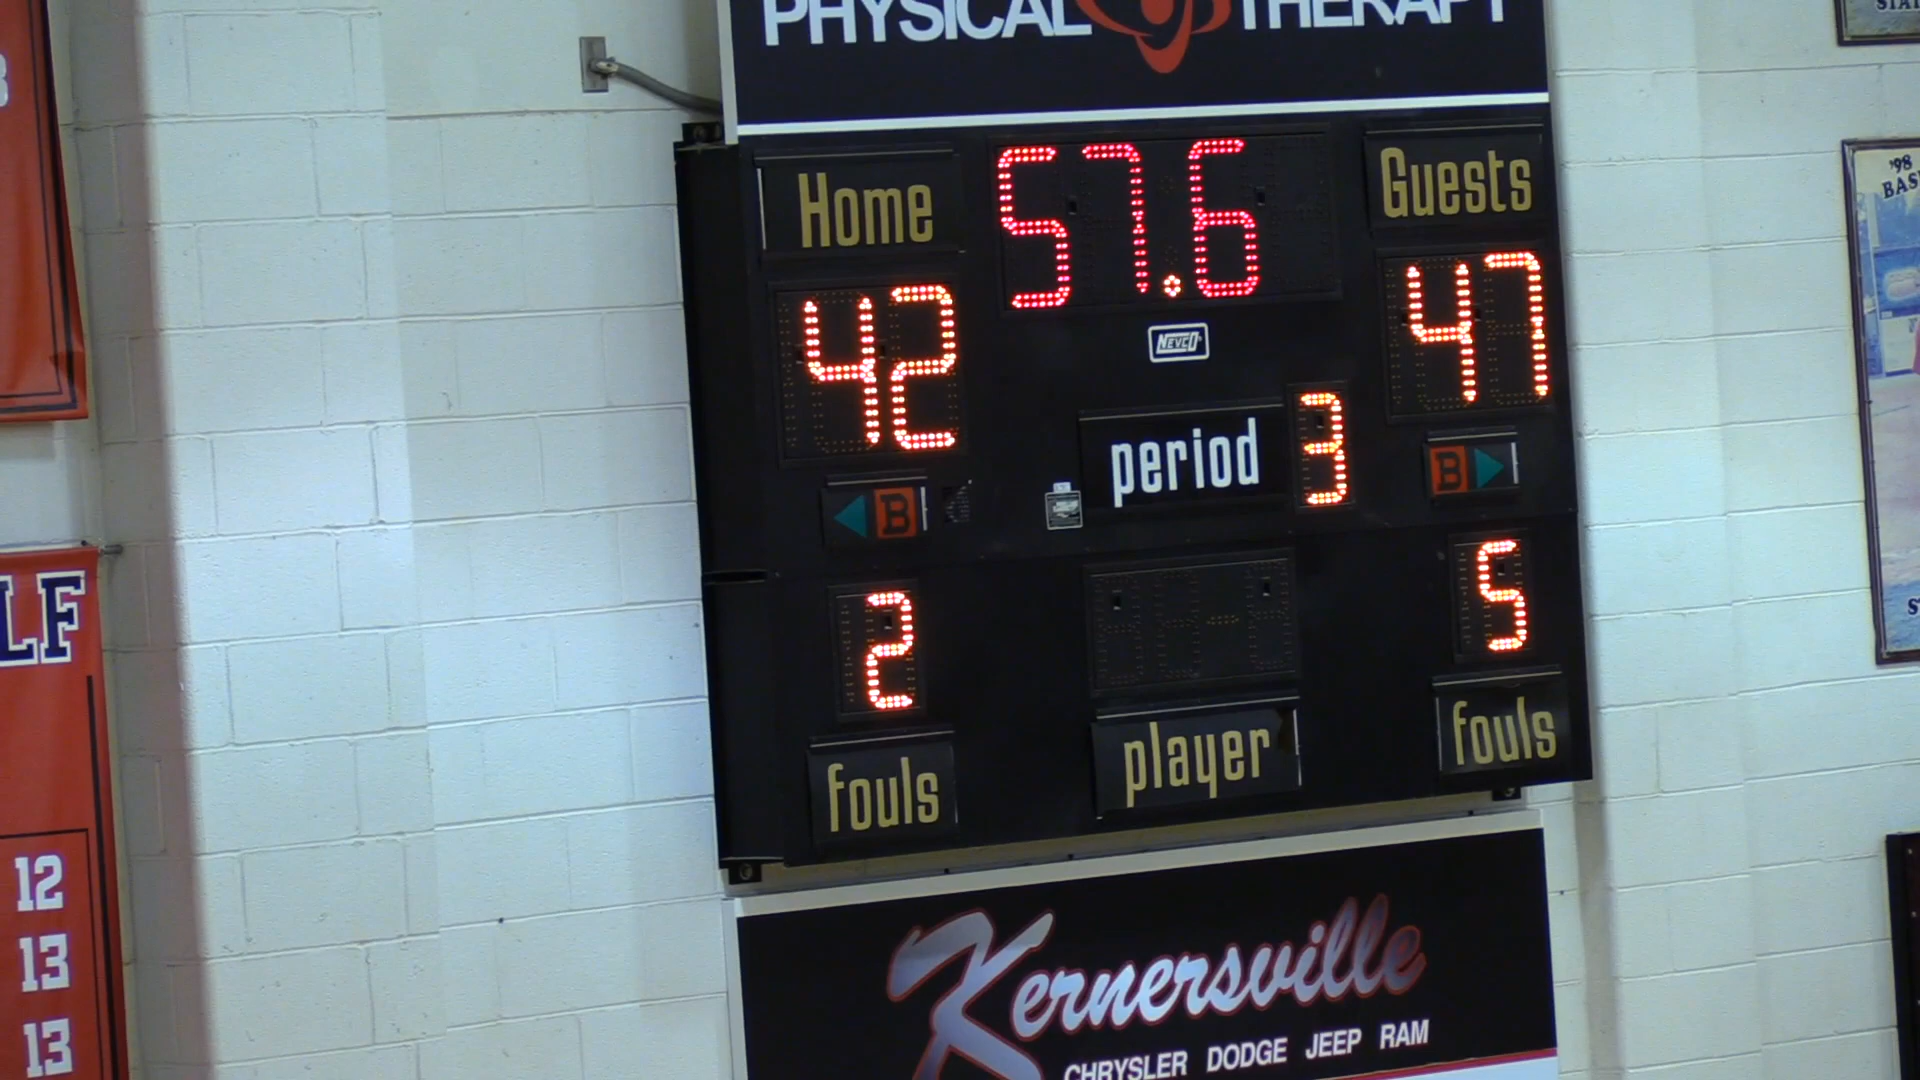 PHYSICAL THERAPY
Home
57.6
Guests
42
47
NEVCO
period 3
B
B
2
5
fouls
player
fouls
Kernersville
CHRYSLER DODGE JEEP RAM
LF
12
13
13
'98